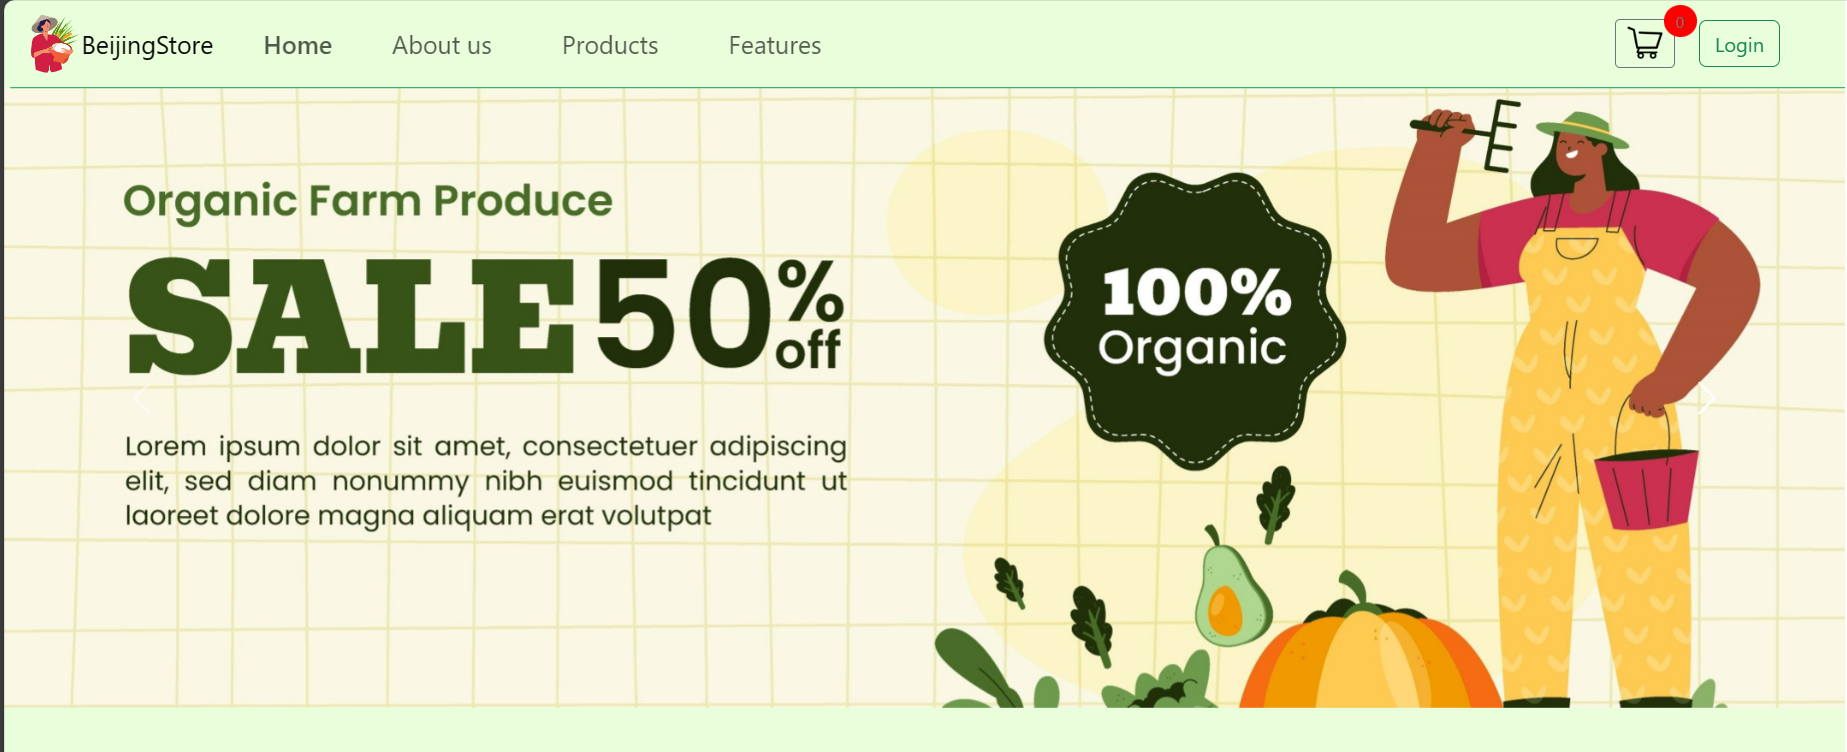 BeijingStore Home About us Products Features 0 Login
Organic Farm Produce
SALE 50% off
100%
Organic
Lorem ipsum dolor sit amet, consectetuer adipiscing
elit, sed diam nonummy nibh euismod tincidunt ut
laoreet dolore magna aliquam erat volutpat